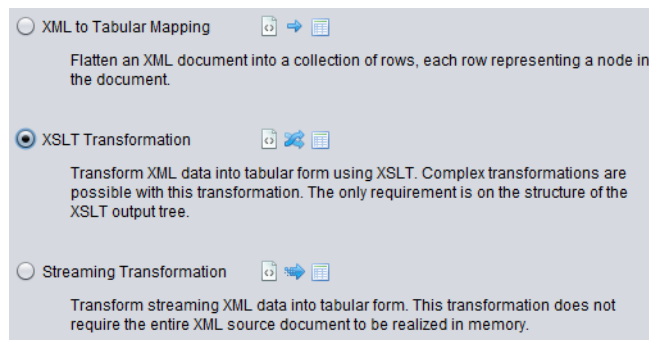 XML to Tabular Mapping
Flatten an XML document into a collection of rows, each row representing a node in
the document.
XSLT Transformation
Transform XML data into tabular form using XSLT. Complex transformations are
possible with this transformation. The only requirement is on the structure of the
XSLT output tree.
Streaming Transformation
Transform streaming XML data into tabular form. This transformation does not
require the entire XML source document to be realized in memory.